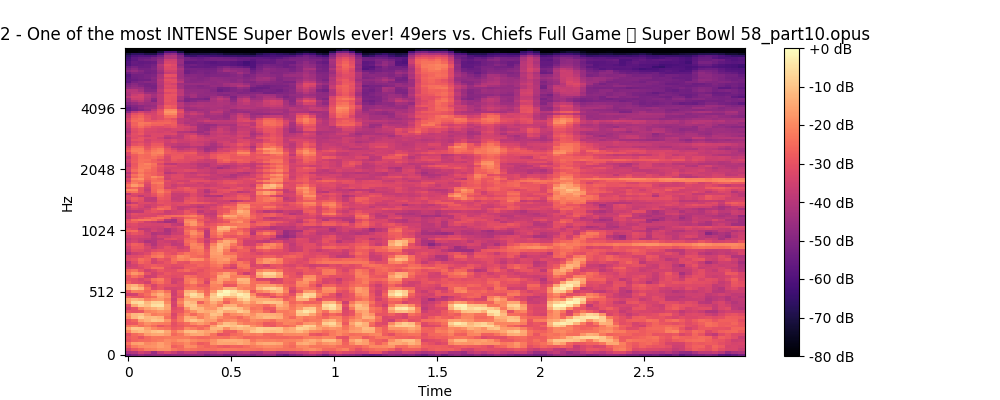 2 - One of the most INTENSE Super Bowls ever! 49ers vs. Chiefs Full Game ▯ Super Bowl 58_part10.opus
+0 dB
-10 dB
4096
-20 dB
-30 dB
2048
Hz
-40 dB
1024
-50 dB
-60 dB
512
-70 dB
0
-80 dB
0 0.5 1 1.5 2 2.5
Time